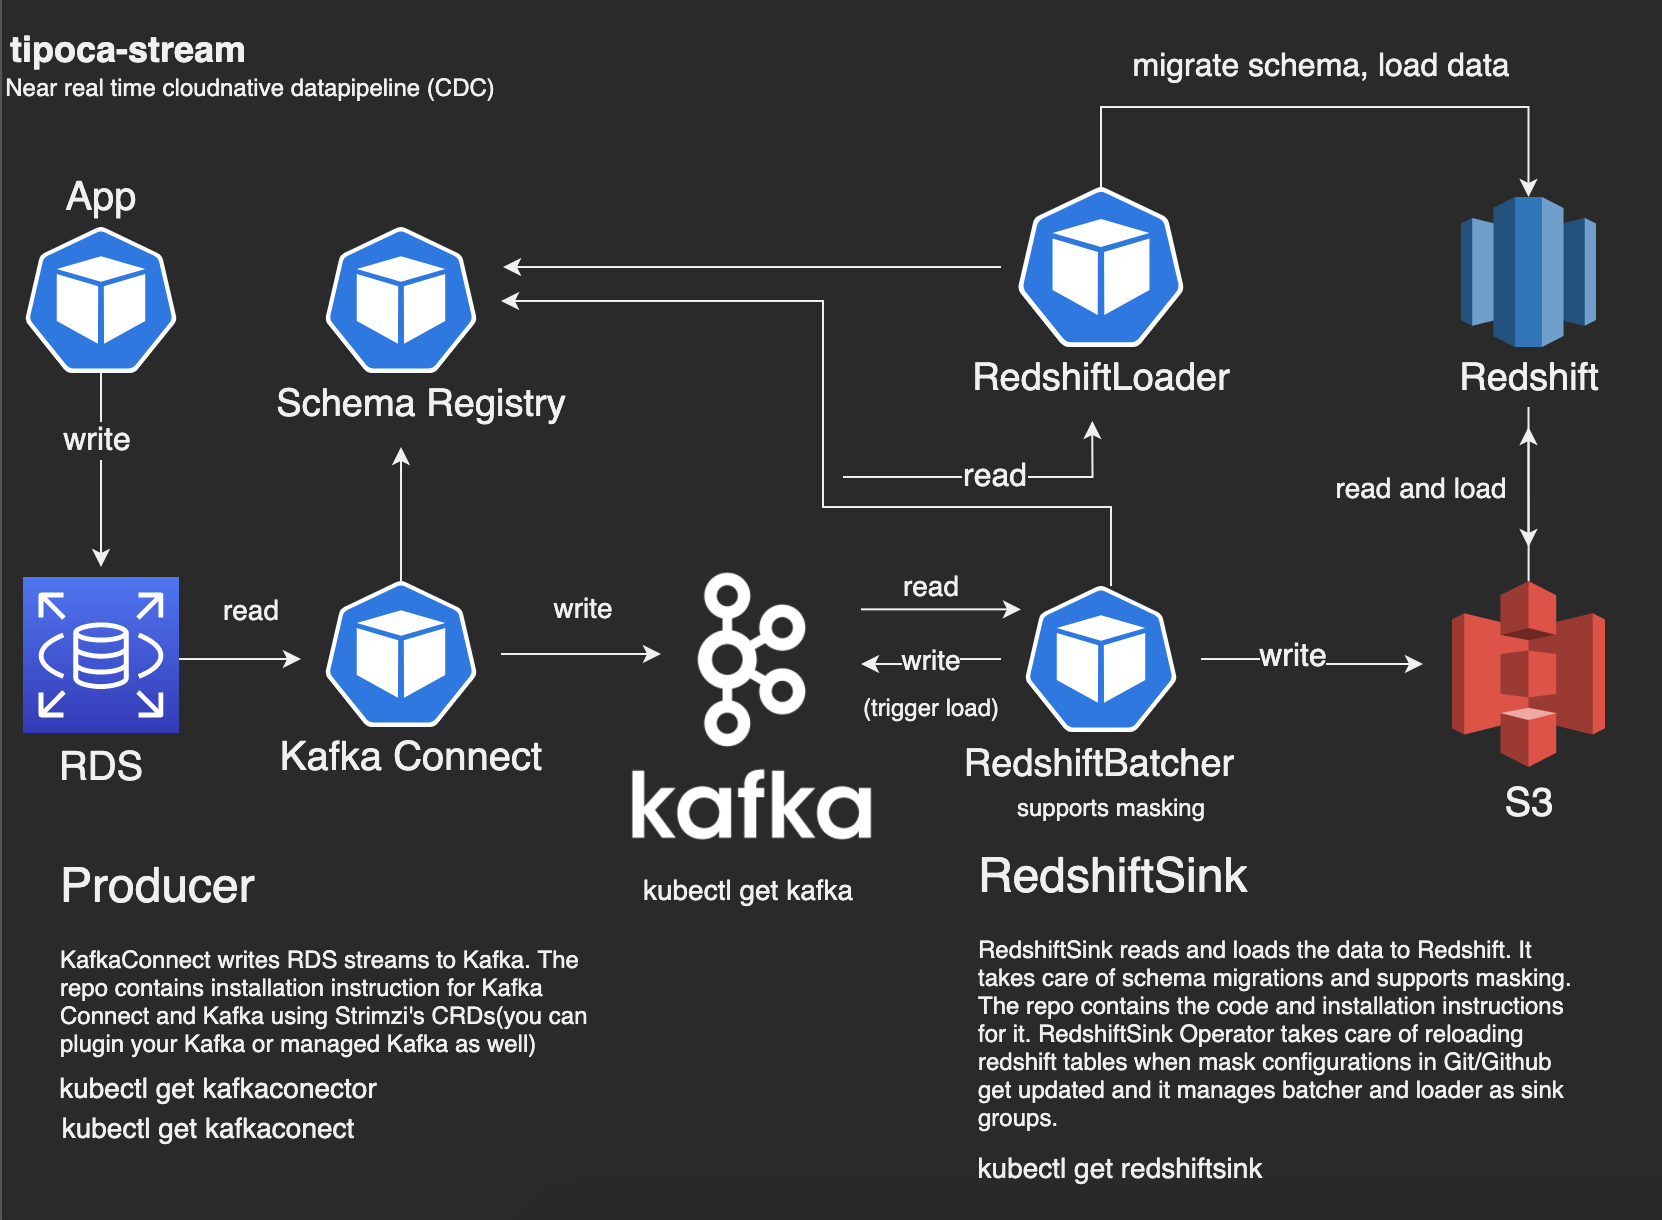 tipoca-stream
Near real time cloudnative datapipeline (CDC)
migrate schema, load data
App
Schema Registry
RedshiftLoader
Redshift
write
read
read and load
read
write
read
write
(trigger load)
write
RDS
Kafka Connect
kafka
RedshiftBatcher
supports masking
S3
kubectl get kafka
Producer
KafkaConnect writes RDS streams to Kafka. The
repo contains installation instruction for Kafka
Connect and Kafka using Strimzi's CRDs(you can
plugin your Kafka or managed Kafka as well)
kubectl get kafkaconector
kubectl get kafkaconect
RedshiftSink
RedshiftSink reads and loads the data to Redshift. It
takes care of schema migrations and supports masking.
The repo contains the code and installation instructions
for it. RedshiftSink Operator takes care of reloading
redshift tables when mask configurations in Git/Github
get updated and it manages batcher and loader as sink
groups.
kubectl get redshiftsink